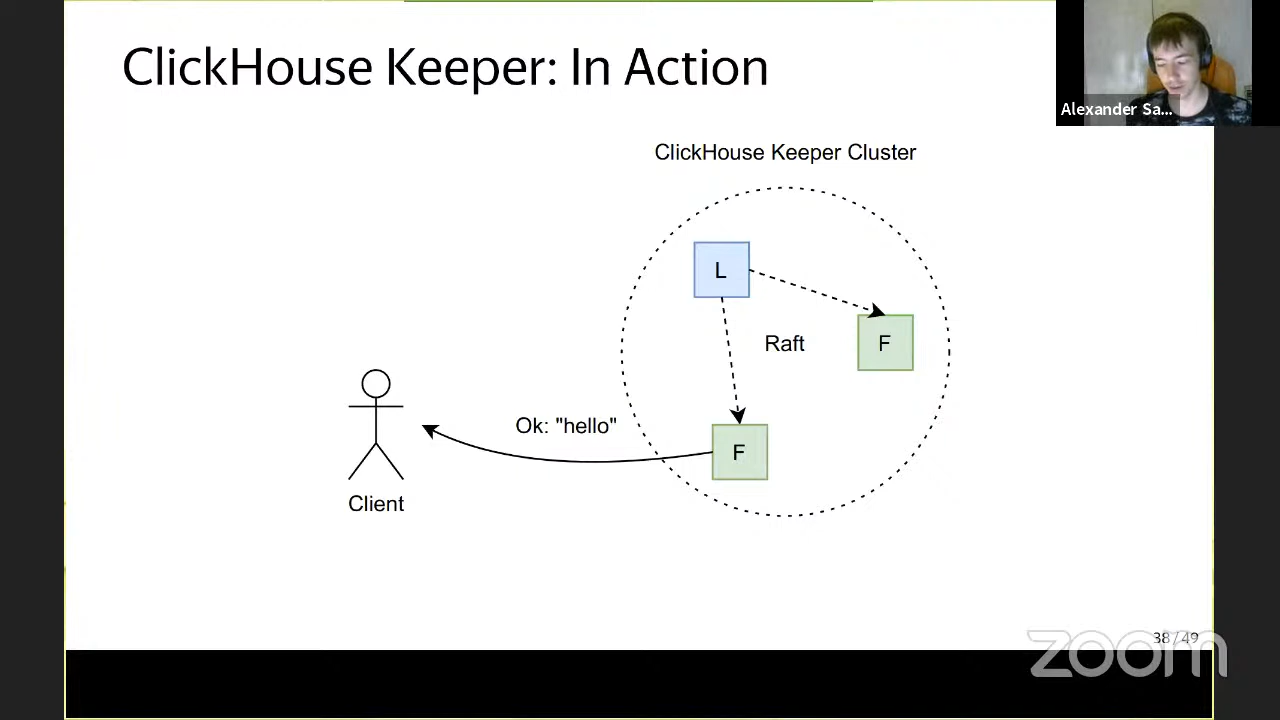 ClickHouse Keeper: In Action
Alexander Sa...
ClickHouse Keeper Cluster
L
Raft
F
Ok: "hello"
F
Client
38 / 49
zoom